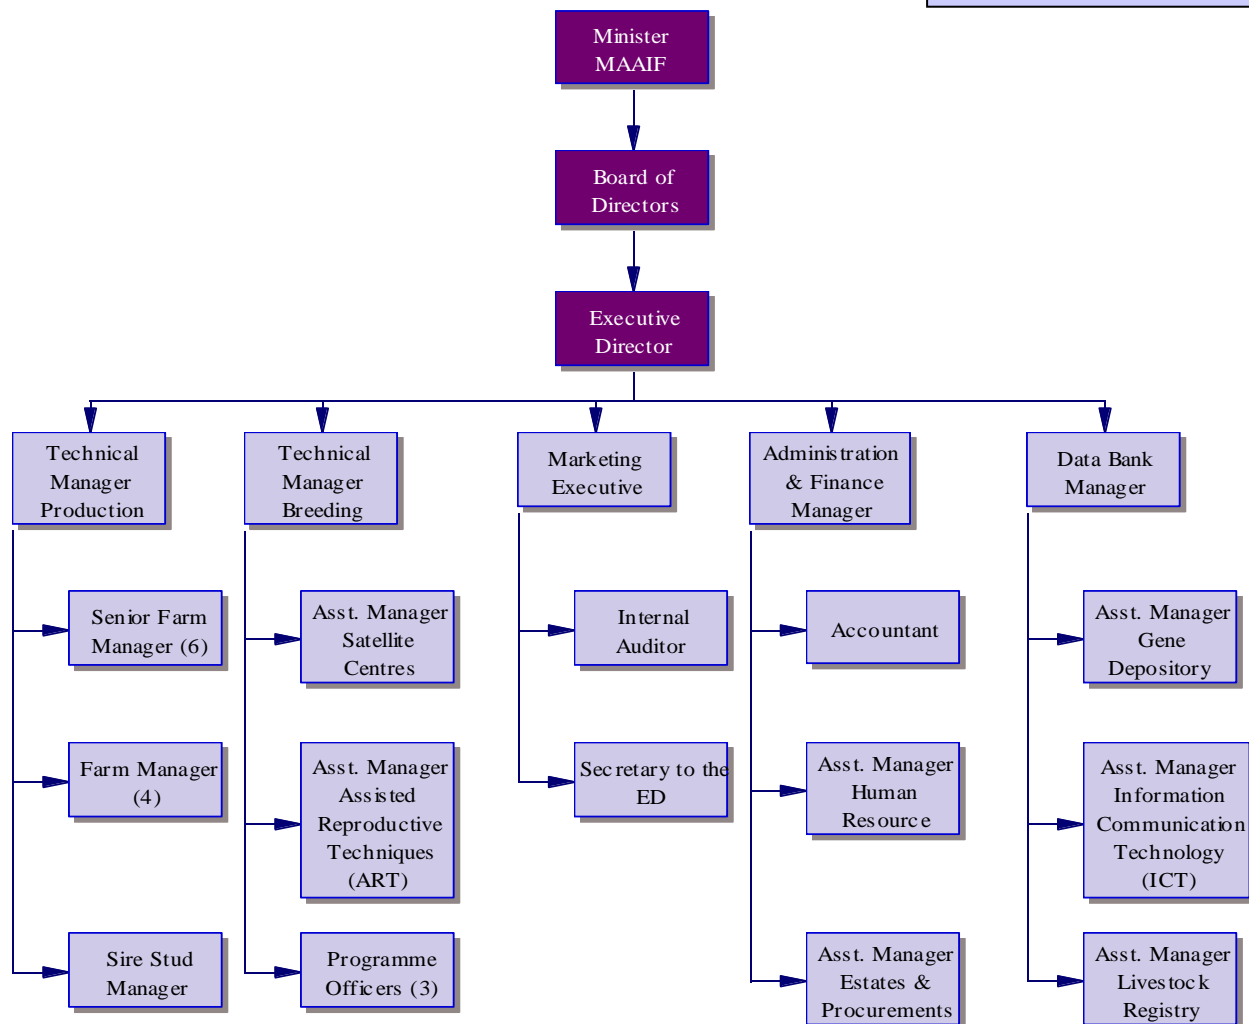 Minister
MAAIF
Board of
Directors
Executive
Director
Technical
Manager
Production
Technical
Manager
Breeding
Marketing
Executive
Administration
& Finance
Manager
Data Bank
Manager
Senior Farm
Manager (6)
Asst. Manager
Satellite
Centres
Internal
Auditor
Accountant
Asst. Manager
Gene
Depository
Farm Manager
(4)
Asst. Manager
Assisted
Reproductive
Techniques
(ART)
Secretary to the
ED
Asst. Manager
Human
Resource
Asst. Manager
Information
Communication
Technology
(ICT)
Sire Stud
Manager
Programme
Officers (3)
Asst. Manager
Estates &
Procurements
Asst. Manager
Livestock
Registry